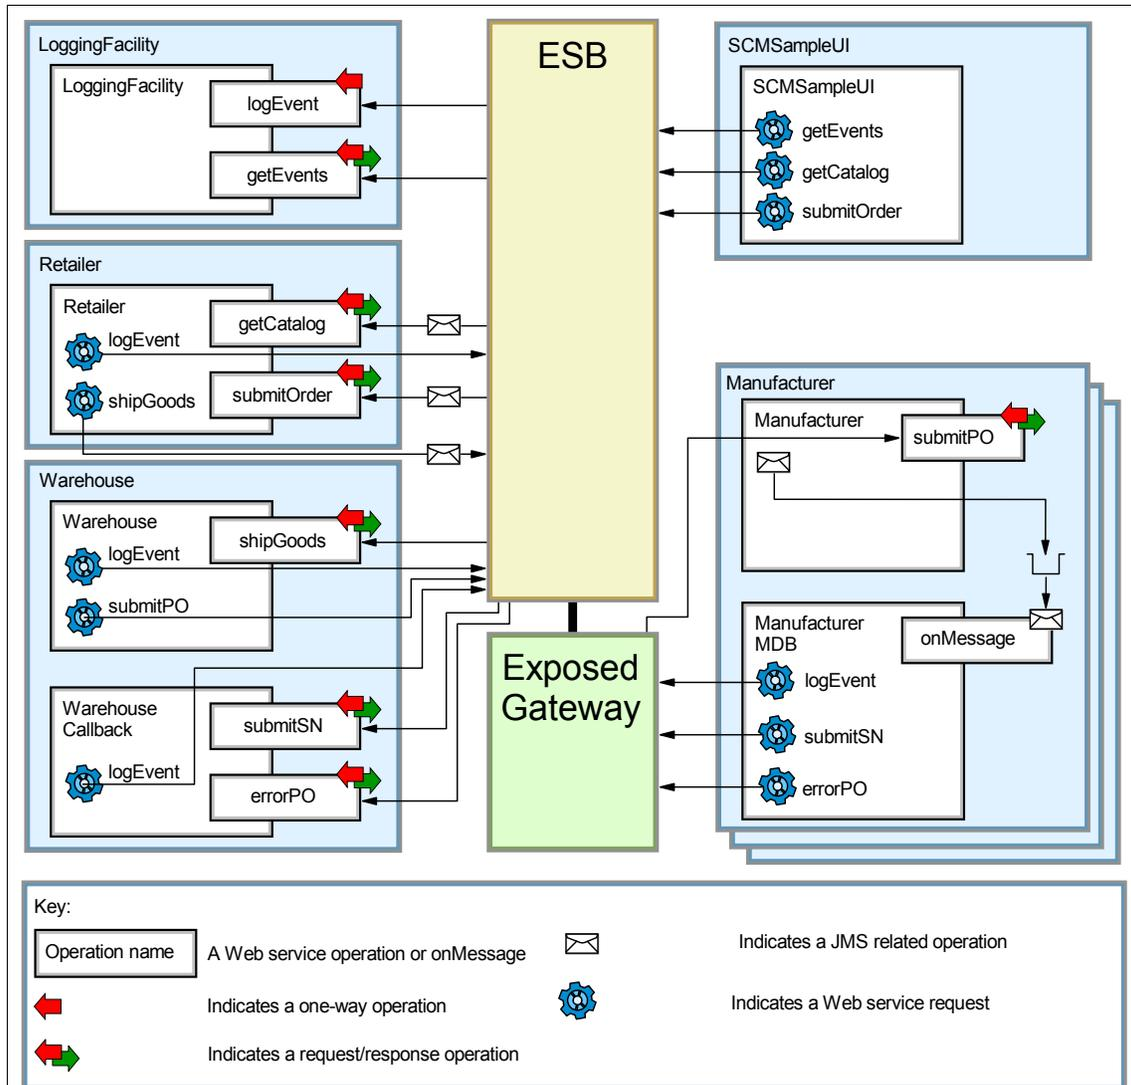 LoggingFacility
LoggingFacility
logEvent
getEvents
ESB
SCMSampleUI
SCMSampleUI
getEvents
getCatalog
submitOrder
Retailer
Retailer
logEvent
shipGoods
getCatalog
submitOrder
Warehouse
Warehouse
logEvent
submitPO
shipGoods
Warehouse
Callback
logEvent
submitSN
errorPO
Exposed
Gateway
Manufacturer
Manufacturer
submitPO
Manufacturer
MDB
onMessage
logEvent
submitSN
errorPO
Key:
Operation name
A Web service operation or onMessage
Indicates a JMS related operation
Indicates a one-way operation
Indicates a Web service request
Indicates a request/response operation